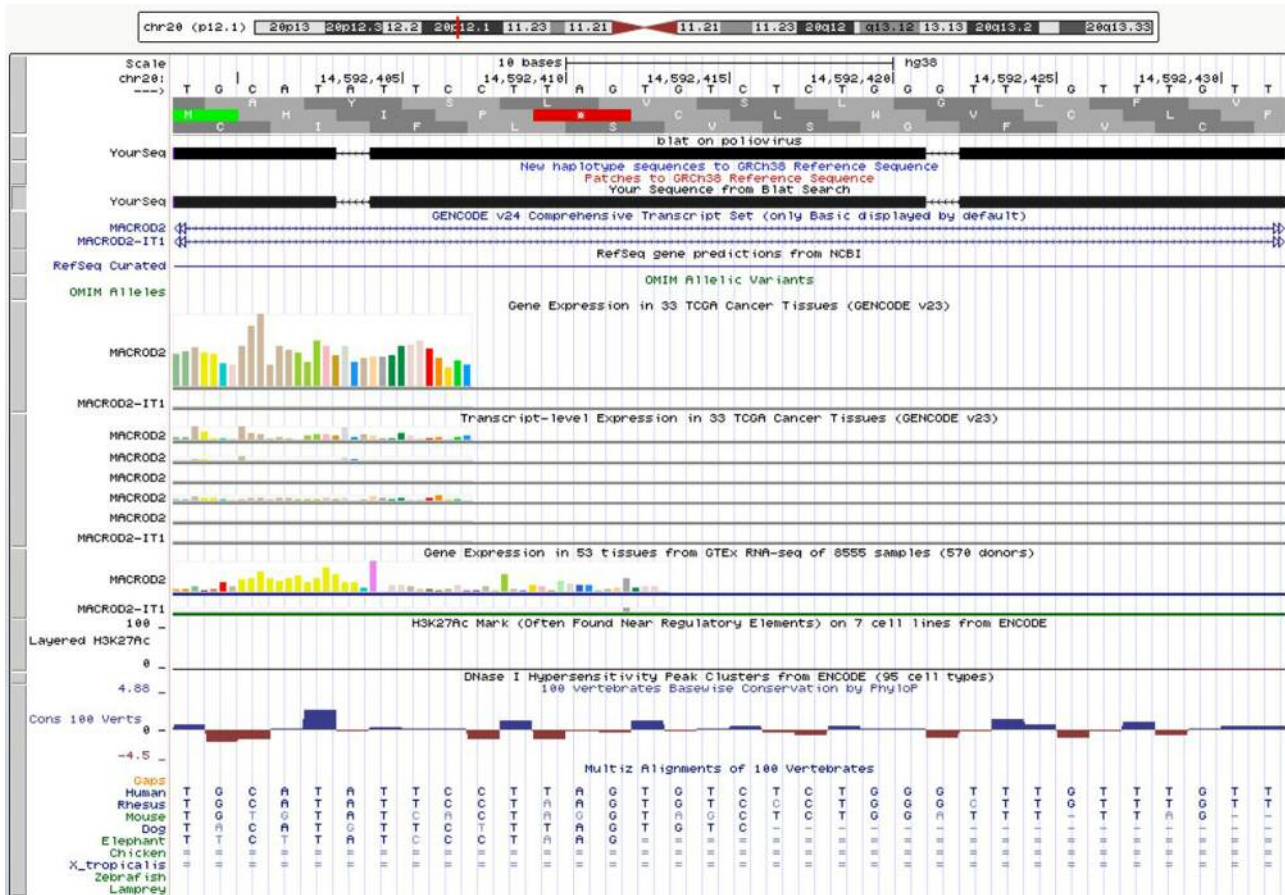 chr20 (p12.1) 20p13 20p12.3 12.2 20p12.1 11.23 11.21 11.21 11.23 20q12 q13.12 13.13 20q13.2 20q13.33
Scale 10 bases hg38
chr20: 14,592,405 14,592,410 14,592,415 14,592,420 14,592,425 14,592,430
---> T G C A T A T T C C T T A G T G T C T C T G G G T T T G T T T G T T
A Y S L V S L G L F V
M H I P * C L W V C L F
C I F L S V S G F V C
blat on poliovirus
YourSeq
New haplotype sequences to GRCh38 Reference Sequence
Patches to GRCh38 Reference Sequence
Your Sequence from Blat Search
YourSeq
GENCODE v24 Comprehensive Transcript Set (only Basic displayed by default)
MACROD2
MACROD2-IT1
RefSeq gene predictions from NCBI
RefSeq Curated
OMIM Allelic Variants
OMIM Alleles
Gene Expression in 33 TCGA Cancer Tissues (GENCODE v23)
MACROD2
MACROD2-IT1
Transcript-level Expression in 33 TCGA Cancer Tissues (GENCODE v23)
MACROD2
MACROD2
MACROD2
MACROD2
MACROD2
MACROD2-IT1
Gene Expression in 53 tissues from GTEx RNA-seq of 8555 samples (570 donors)
MACROD2
MACROD2-IT1
H3K27Ac Mark (Often Found Near Regulatory Elements) on 7 cell lines from ENCODE
100 _
Layered H3K27Ac
0 _
DNase I Hypersensitivity Peak Clusters from ENCODE (95 cell types)
100 vertebrates Basewise Conservation by PhyloP
4.88 _
Cons 100 Verts
0 -
-4.5 _
Multiz Alignments of 100 Vertebrates
Gaps
Human T G C A T A T T C C T T A G T G T C T C T G G G T T T G T T T G T T
Rhesus T G C A T A T T C C T A A G T G T C C C T G G G C T T G T T T G T T
Mouse T G T G T A T C A C T A G G T A G C T C T G G A T T T - T T A G - -
Dog T A C A T G T T C T T T A G T G T C - - - - - - - - - - - - - - - -
Elephant T T C T T A T C C C T A A G = = = = = = = = = = = = = = = = = = = =
Chicken = = = = = = = = = = = = = = = = = = = = = = = = = = = = = = = = = =
X_tropicalis = = = = = = = = = = = = = = = = = = = = = = = = = = = = = = = = = =
Zebrafish
Lamprey